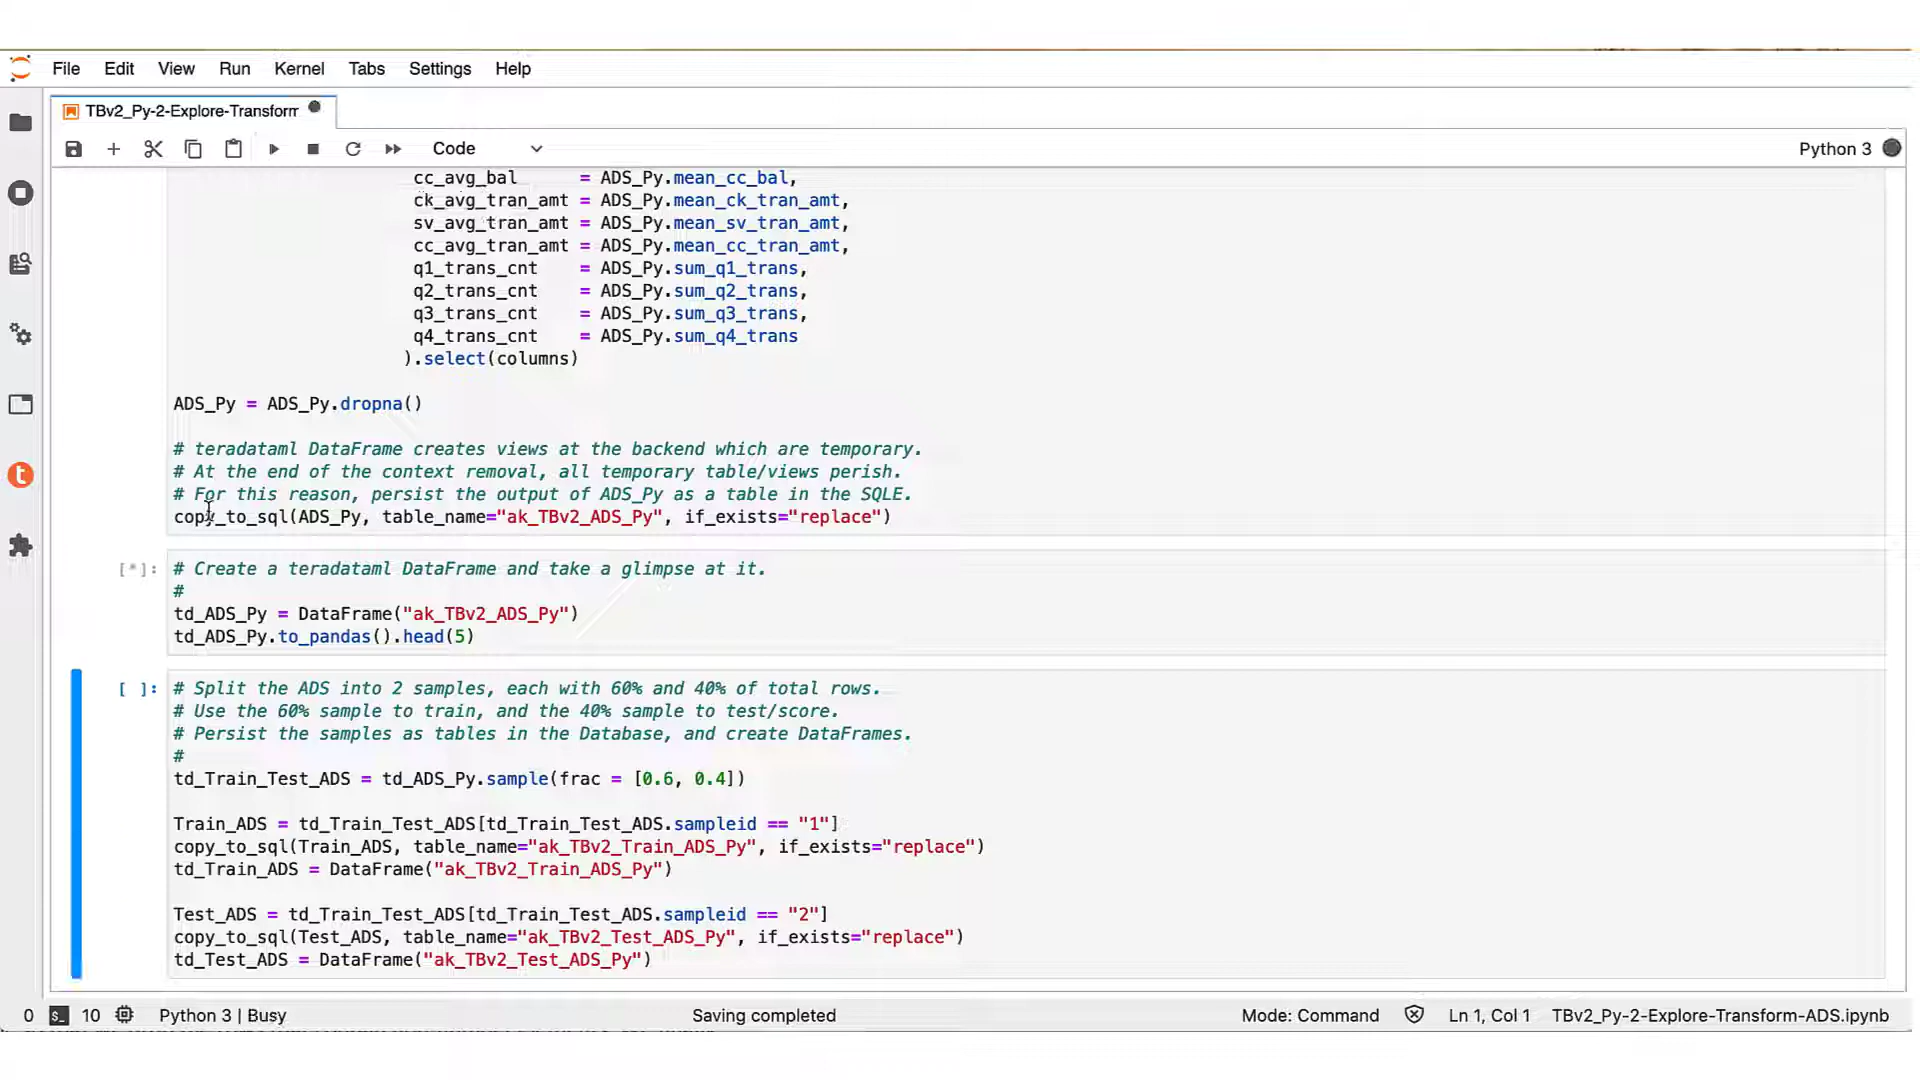 File Edit View Run Kernel Tabs Settings Help
TBv2_Py-2-Explore-Transform
Code
Python 3
cc_avg_bal = ADS_Py.mean_cc_bal,
ck_avg_tran_amt = ADS_Py.mean_ck_tran_amt,
sv_avg_tran_amt = ADS_Py.mean_sv_tran_amt,
cc_avg_tran_amt = ADS_Py.mean_cc_tran_amt,
q1_trans_cnt = ADS_Py.sum_q1_trans,
q2_trans_cnt = ADS_Py.sum_q2_trans,
q3_trans_cnt = ADS_Py.sum_q3_trans,
q4_trans_cnt = ADS_Py.sum_q4_trans
).select(columns)
ADS_Py = ADS_Py.dropna()
# teradataml DataFrame creates views at the backend which are temporary.
# At the end of the context removal, all temporary table/views perish.
# For this reason, persist the output of ADS_Py as a table in the SQLE.
copy_to_sql(ADS_Py, table_name="ak_TBv2_ADS_Py", if_exists="replace")
[*]: # Create a teradataml DataFrame and take a glimpse at it.
#
td_ADS_Py = DataFrame("ak_TBv2_ADS_Py")
td_ADS_Py.to_pandas().head(5)
[ ]: # Split the ADS into 2 samples, each with 60% and 40% of total rows.
# Use the 60% sample to train, and the 40% sample to test/score.
# Persist the samples as tables in the Database, and create DataFrames.
#
td_Train_Test_ADS = td_ADS_Py.sample(frac = [0.6, 0.4])
Train_ADS = td_Train_Test_ADS[td_Train_Test_ADS.sampleid == "1"]
copy_to_sql(Train_ADS, table_name="ak_TBv2_Train_ADS_Py", if_exists="replace")
td_Train_ADS = DataFrame("ak_TBv2_Train_ADS_Py")
Test_ADS = td_Train_Test_ADS[td_Train_Test_ADS.sampleid == "2"]
copy_to_sql(Test_ADS, table_name="ak_TBv2_Test_ADS_Py", if_exists="replace")
td_Test_ADS = DataFrame("ak_TBv2_Test_ADS_Py")
0 $_ 10 Python 3 | Busy Saving completed Mode: Command Ln 1, Col 1 TBv2_Py-2-Explore-Transform-ADS.ipynb